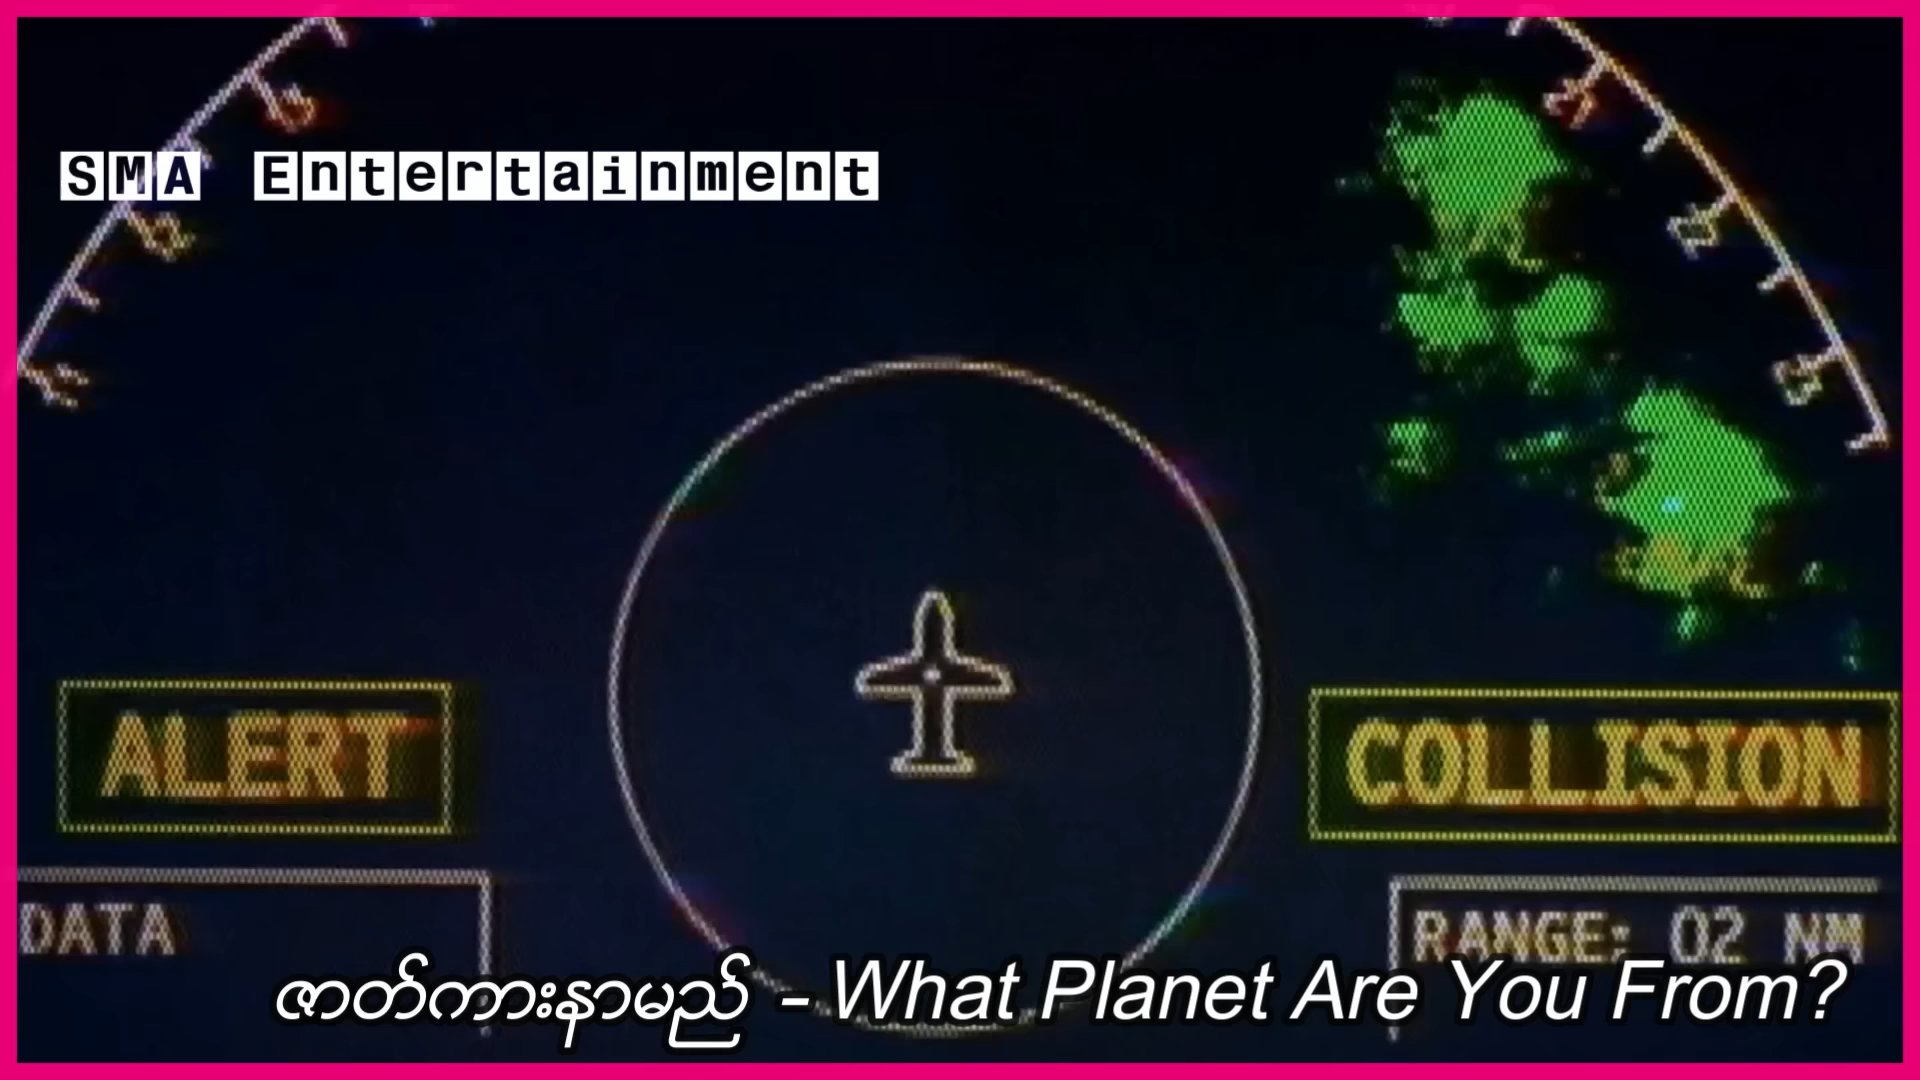 SMA Entertainment
ALERT
COLLISION
DATA
RANGE: 02 NM
ဇာတ်ကားနာမည် - What Planet Are You From?